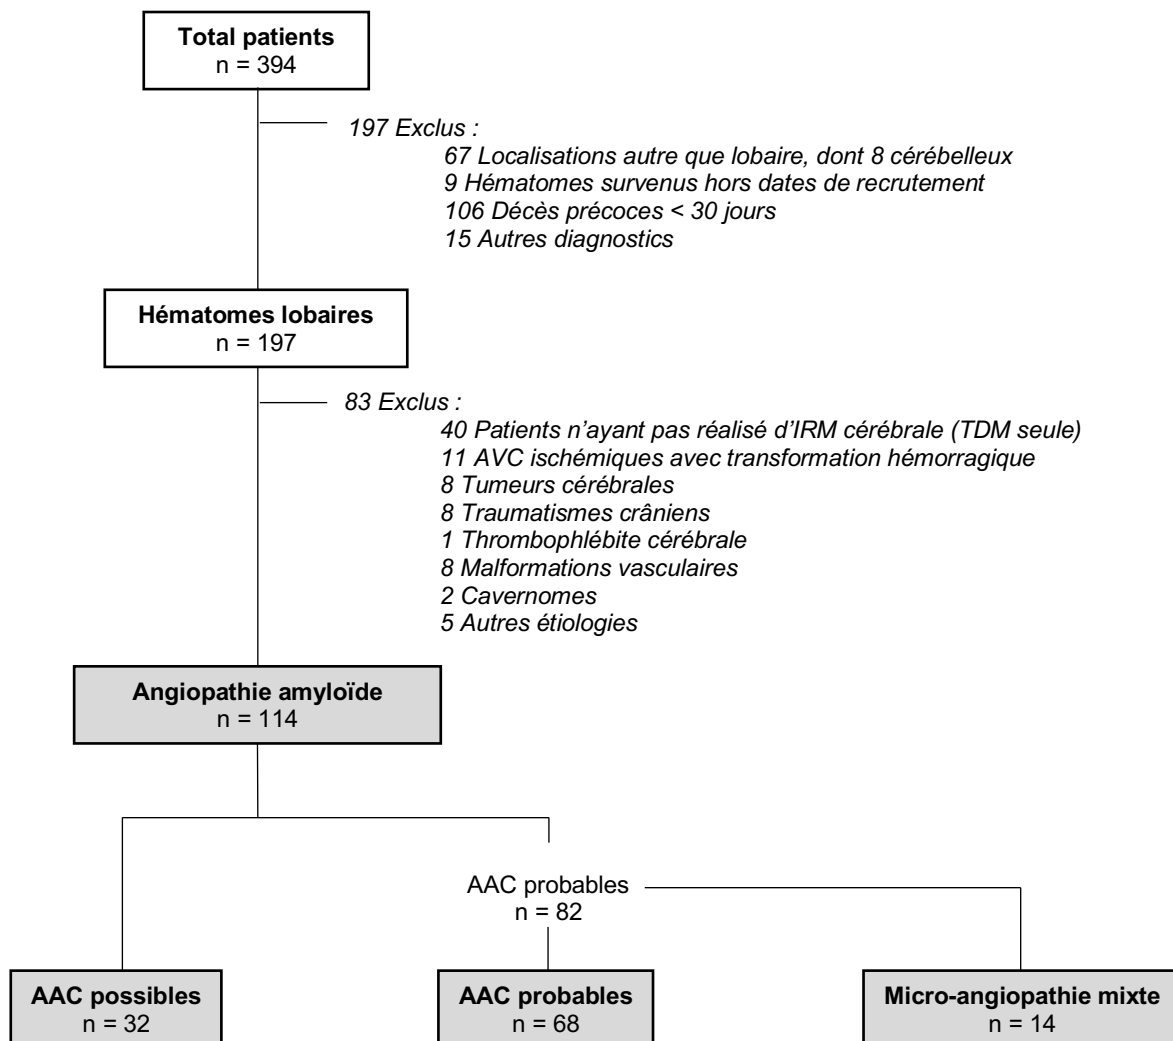 Total patients
n = 394
197 Exclus :
67 Localisations autre que lobaire, dont 8 cérébelleux
9 Hématomes survenus hors dates de recrutement
106 Décès précoces < 30 jours
15 Autres diagnostics
Hématomes lobaires
n = 197
83 Exclus :
40 Patients n'ayant pas réalisé d'IRM cérébrale (TDM seule)
11 AVC ischémiques avec transformation hémorragique
8 Tumeurs cérébrales
8 Traumatismes crâniens
1 Thrombophlébite cérébrale
8 Malformations vasculaires
2 Cavernomes
5 Autres étiologies
Angiopathie amyloïde
n = 114
AAC probables
n = 82
AAC possibles
n = 32
AAC probables
n = 68
Micro-angiopathie mixte
n = 14